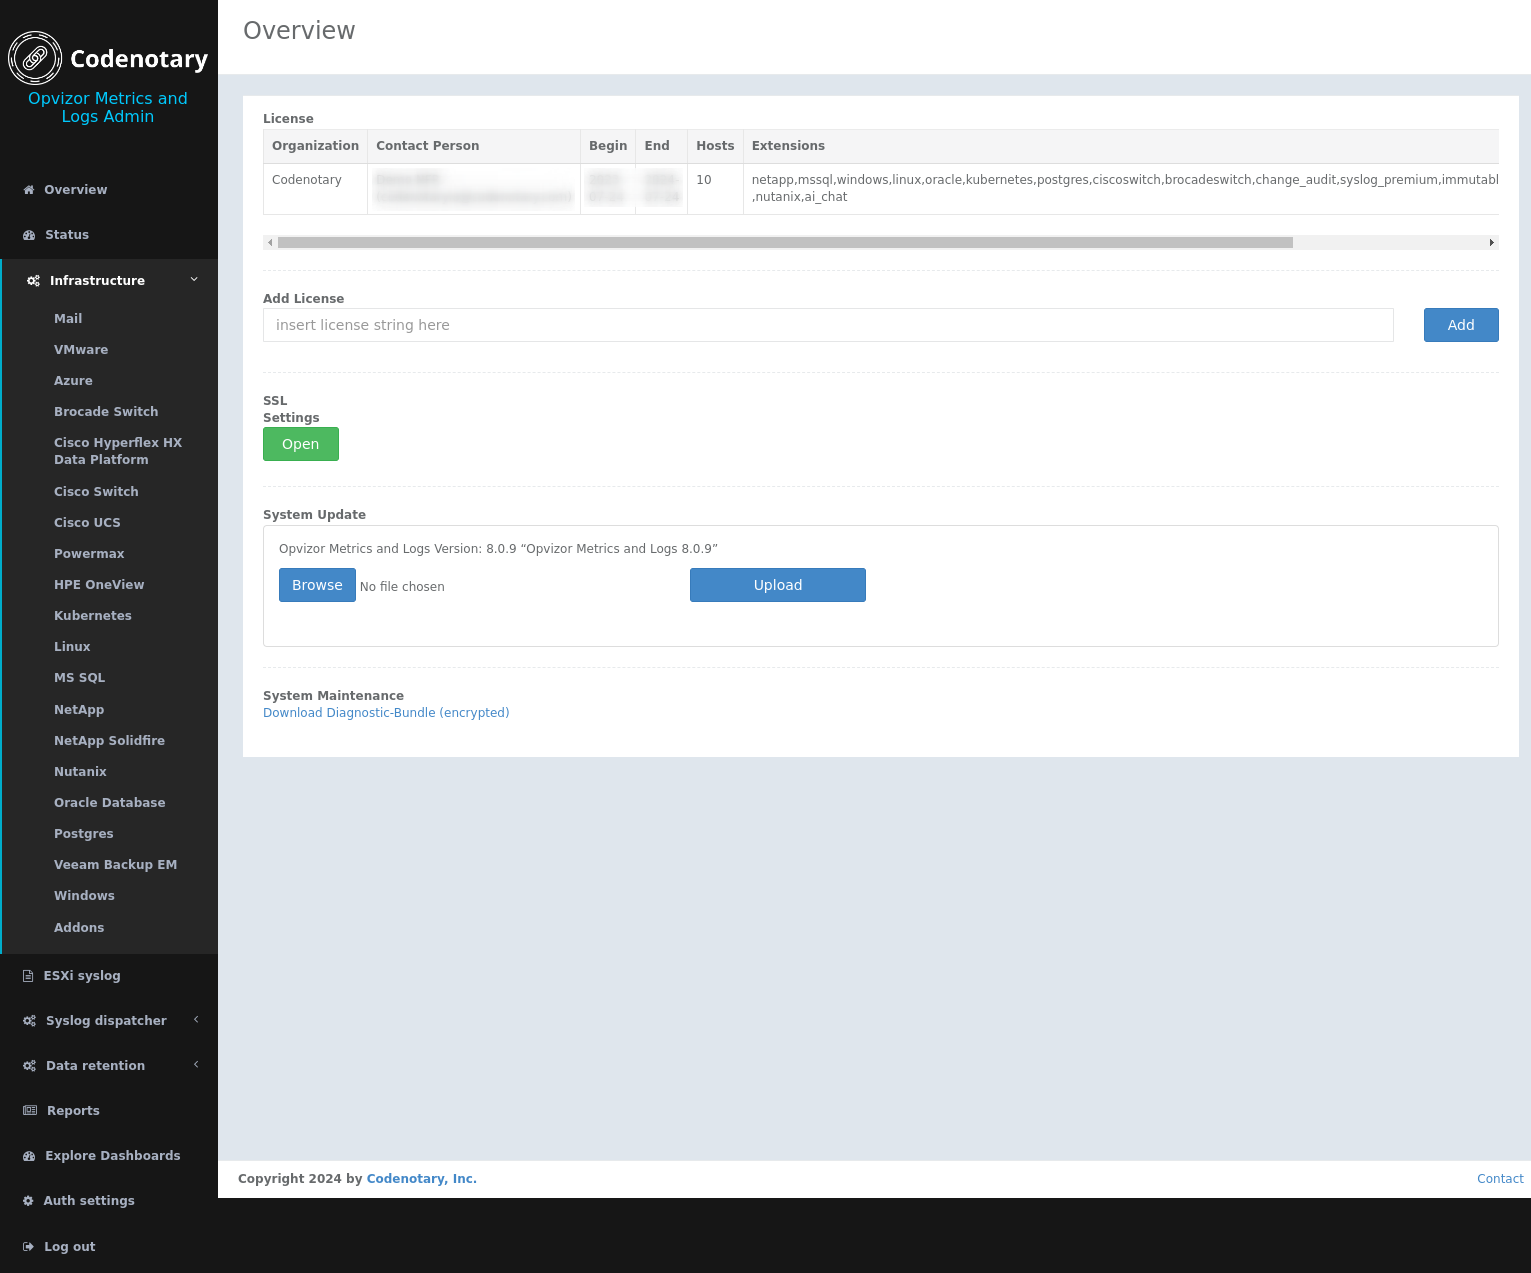 Codenotary
Opvizor Metrics and
Logs Admin
Overview
Status
Infrastructure
Mail
VMware
Azure
Brocade Switch
Cisco Hyperflex HX
Data Platform
Cisco Switch
Cisco UCS
Powermax
HPE OneView
Kubernetes
Linux
MS SQL
NetApp
NetApp Solidfire
Nutanix
Oracle Database
Postgres
Veeam Backup EM
Windows
Addons
ESXi syslog
Syslog dispatcher
Data retention
Reports
Explore Dashboards
Auth settings
Log out
Overview
License
Organization Contact Person Begin End Hosts Extensions
Codenotary 10 netapp,mssql,windows,linux,oracle,kubernetes,postgres,ciscoswitch,brocadeswitch,change_audit,syslog_premium,immutabl
,nutanix,ai_chat
Add License
insert license string here Add
SSL
Settings
Open
System Update
Opvizor Metrics and Logs Version: 8.0.9 “Opvizor Metrics and Logs 8.0.9”
Browse No file chosen Upload
System Maintenance
Download Diagnostic-Bundle (encrypted)
Copyright 2024 by Codenotary, Inc. Contact